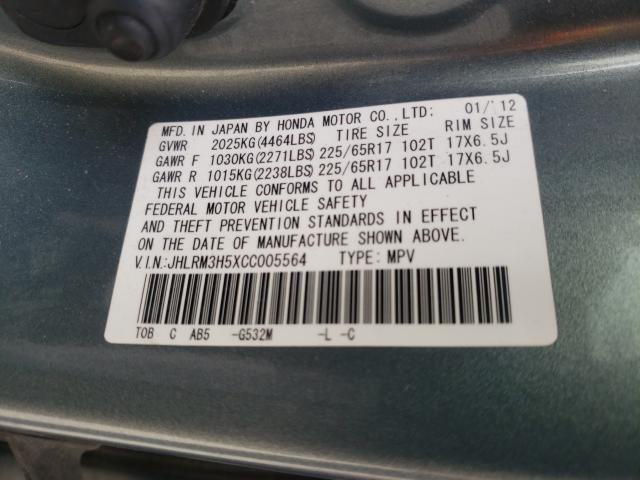 MFD. IN JAPAN BY HONDA MOTOR CO., LTD: 01/'12
GVWR 2025KG(4464LBS) TIRE SIZE RIM SIZE
GAWR F 1030KG(2271LBS) 225/65R17 102T 17X6.5J
GAWR R 1015KG(2238LBS) 225/65R17 102T 17X6.5J
THIS VEHICLE CONFORMS TO ALL APPLICABLE
FEDERAL MOTOR VEHICLE SAFETY
AND THEFT PREVENTION STANDARDS IN EFFECT
ON THE DATE OF MANUFACTURE SHOWN ABOVE.
V.I.N.:JHLRM3H5XCC005564 TYPE: MPV
TOB C AB5 -G532M -L -C